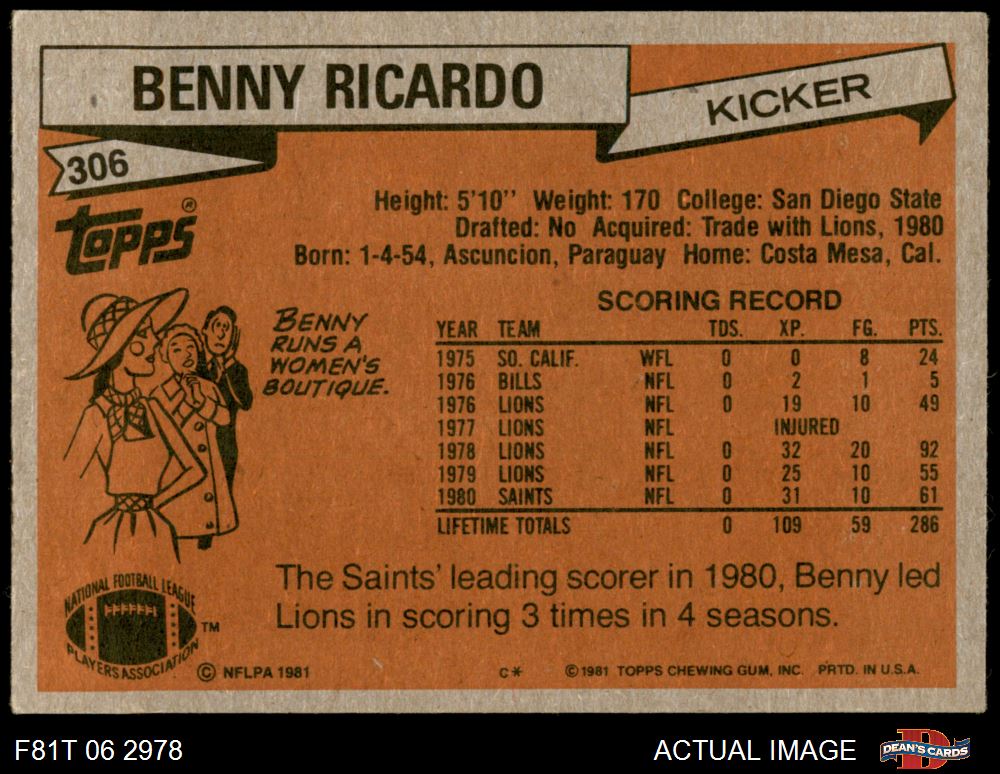 BENNY RICARDO
KICKER
306
Topps®
Height: 5'10'' Weight: 170 College: San Diego State
Drafted: No Acquired: Trade with Lions, 1980
Born: 1-4-54, Ascuncion, Paraguay Home: Costa Mesa, Cal.
BENNY
RUNS A
WOMEN'S
BOUTIQUE.
SCORING RECORD
YEAR TEAM TDS. XP. FG. PTS.
1975 SO. CALIF. WFL 0 0 8 24
1976 BILLS NFL 0 2 1 5
1976 LIONS NFL 0 19 10 49
1977 LIONS NFL INJURED
1978 LIONS NFL 0 32 20 92
1979 LIONS NFL 0 25 10 55
1980 SAINTS NFL 0 31 10 61
LIFETIME TOTALS 0 109 59 286
The Saints' leading scorer in 1980, Benny led
Lions in scoring 3 times in 4 seasons.
NATIONAL FOOTBALL LEAGUE
PLAYERS ASSOCIATION
TM
© NFLPA 1981
C*
©1981 TOPPS CHEWING GUM, INC. PRTD. IN U.S.A.
F81T 06 2978
ACTUAL IMAGE
D
DEAN'S CARDS